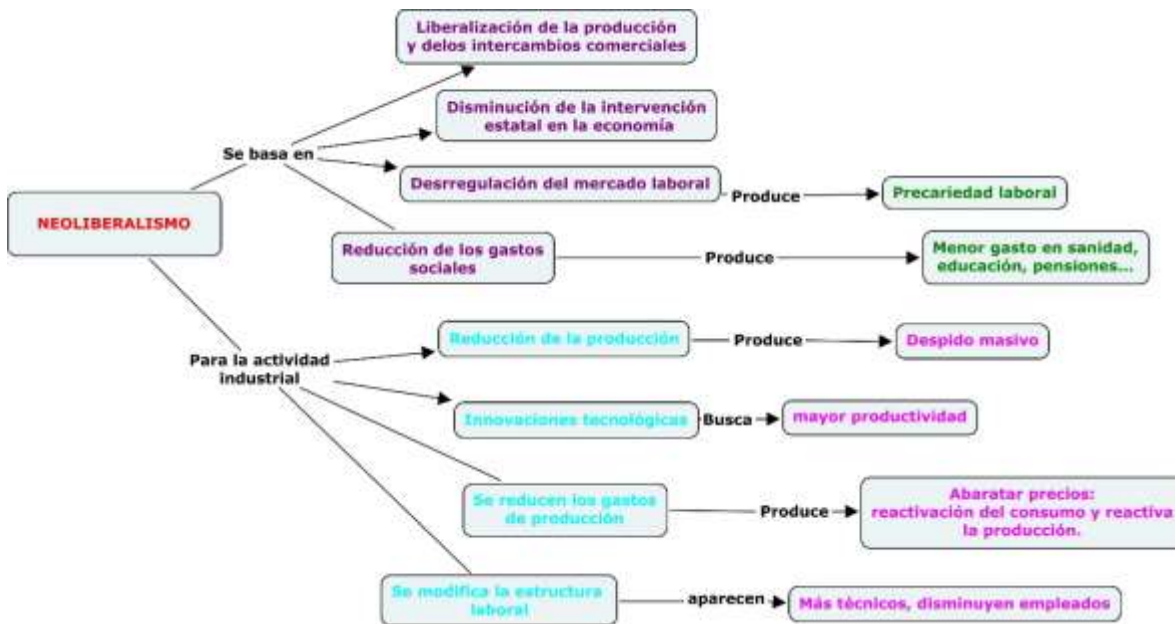 Liberalización de la producción
y delos intercambios comerciales
Disminución de la intervención
estatal en la economía
Se basa en
Desrregulación del mercado laboral
Produce
Precariedad laboral
NEOLIBERALISMO
Reducción de los gastos
sociales
Produce
Menor gasto en sanidad,
educación, pensiones...
Para la actividad
industrial
Reducción de la producción
Produce
Despido masivo
Innovaciones tecnológicas
Busca
mayor productividad
Se reducen los gastos
de producción
Produce
Abaratar precios:
reactivación del consumo y reactiva
la producción.
Se modifica la estructura
laboral
aparecen
Más técnicos, disminuyen empleados